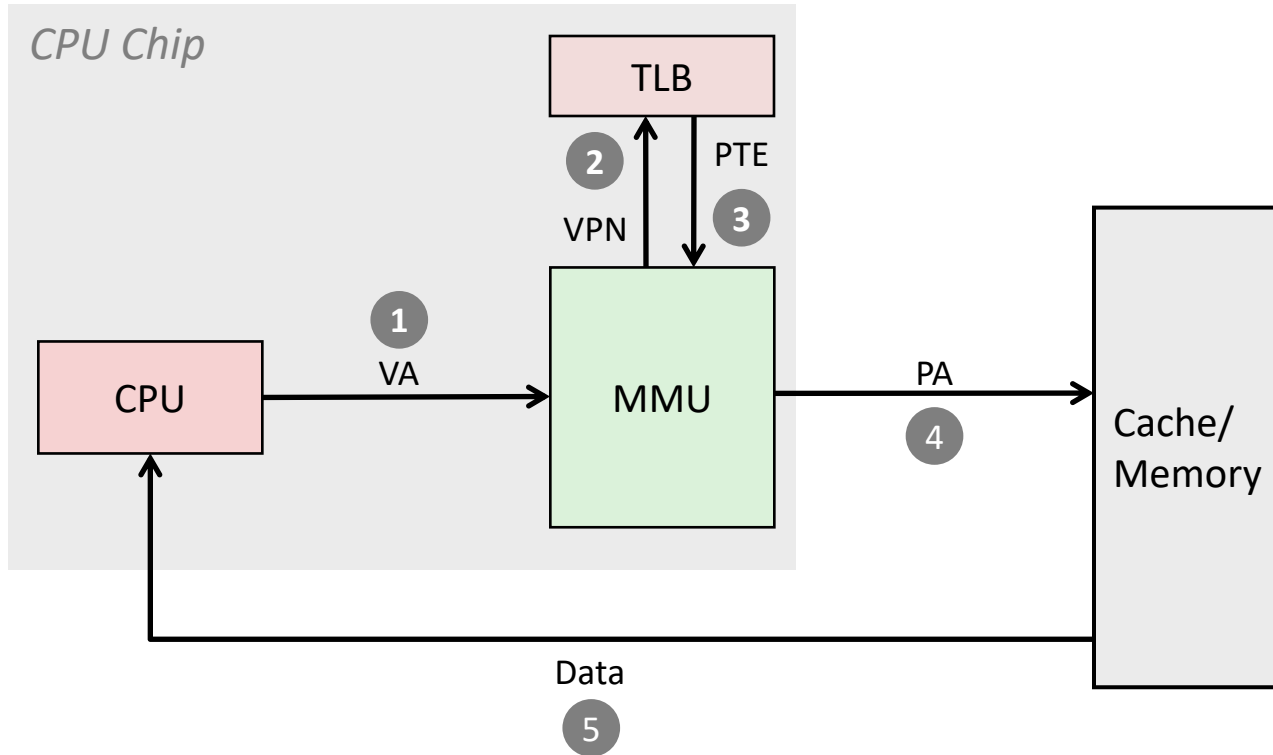 CPU Chip
TLB
2
PTE
VPN
3
1
VA
CPU
MMU
PA
4
Cache/
Memory
Data
5